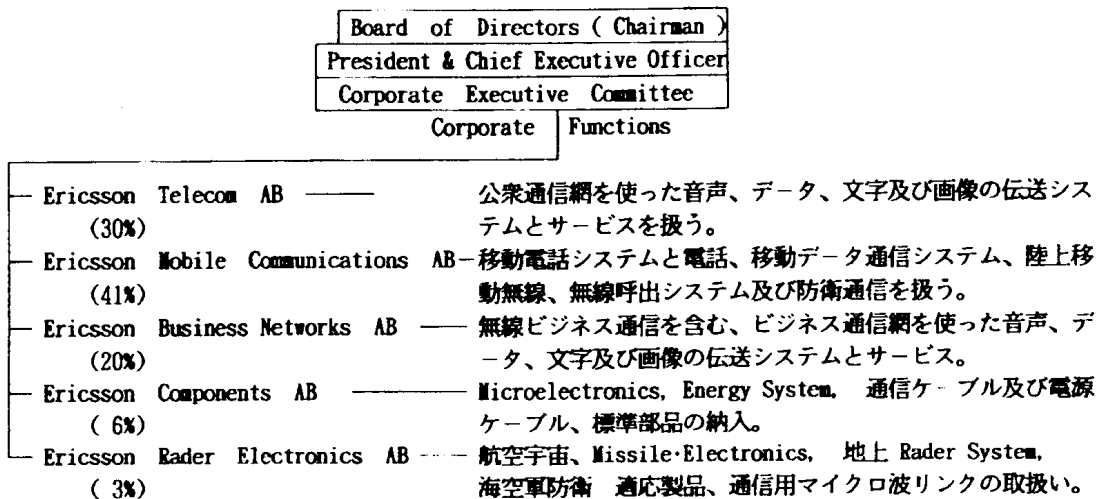 Board of Directors ( Chairman )
President & Chief Executive Officer
Corporate Executive Committee
Corporate Functions
Ericsson Telecom AB 公衆通信網を使った音声、データ、文字及び画像の伝送シス
(30%) テムとサービスを扱う。
Ericsson Mobile Communications AB 移動電話システムと電話、移動データ通信システム、陸上移
(41%) 動無線、無線呼出システム及び防衛通信を扱う。
Ericsson Business Networks AB 無線ビジネス通信を含む、ビジネス通信網を使った音声、デ
(20%) ータ、文字及び画像の伝送システムとサービス。
Ericsson Components AB Microelectronics, Energy System, 通信ケーブル及び電源
( 6%) ケーブル、標準部品の納入。
Ericsson Rader Electronics AB 航空宇宙、Missile・Electronics, 地上 Rader System,
( 3%) 海空軍防衛 適応製品、通信用マイクロ波リンクの取扱い。